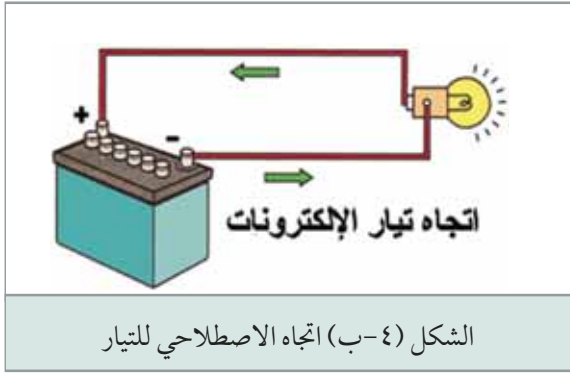 +
-
اتجاه تيار الإلكترونات
الشكل (٤-ب) اتجاه الاصطلاحي للتيار